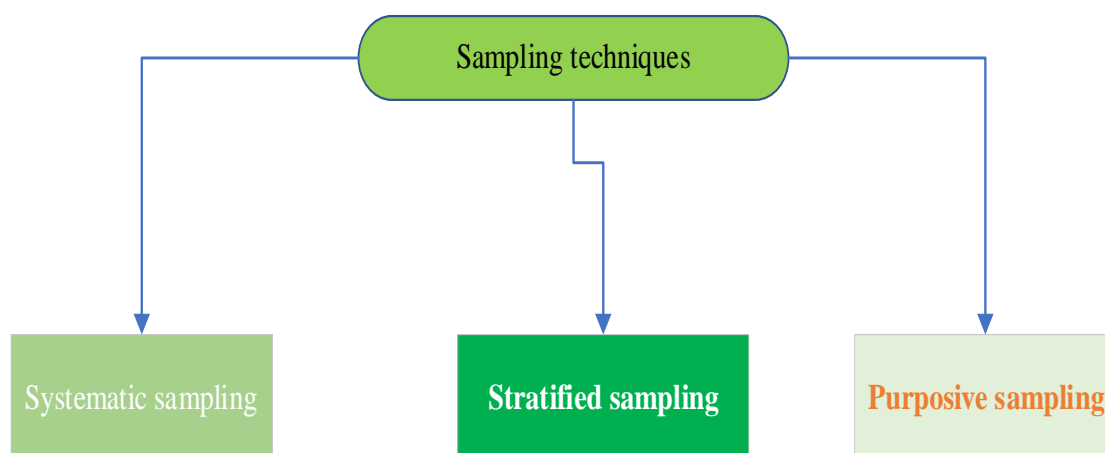 Sampling techniques
Systematic sampling
Stratified sampling
Purposive sampling